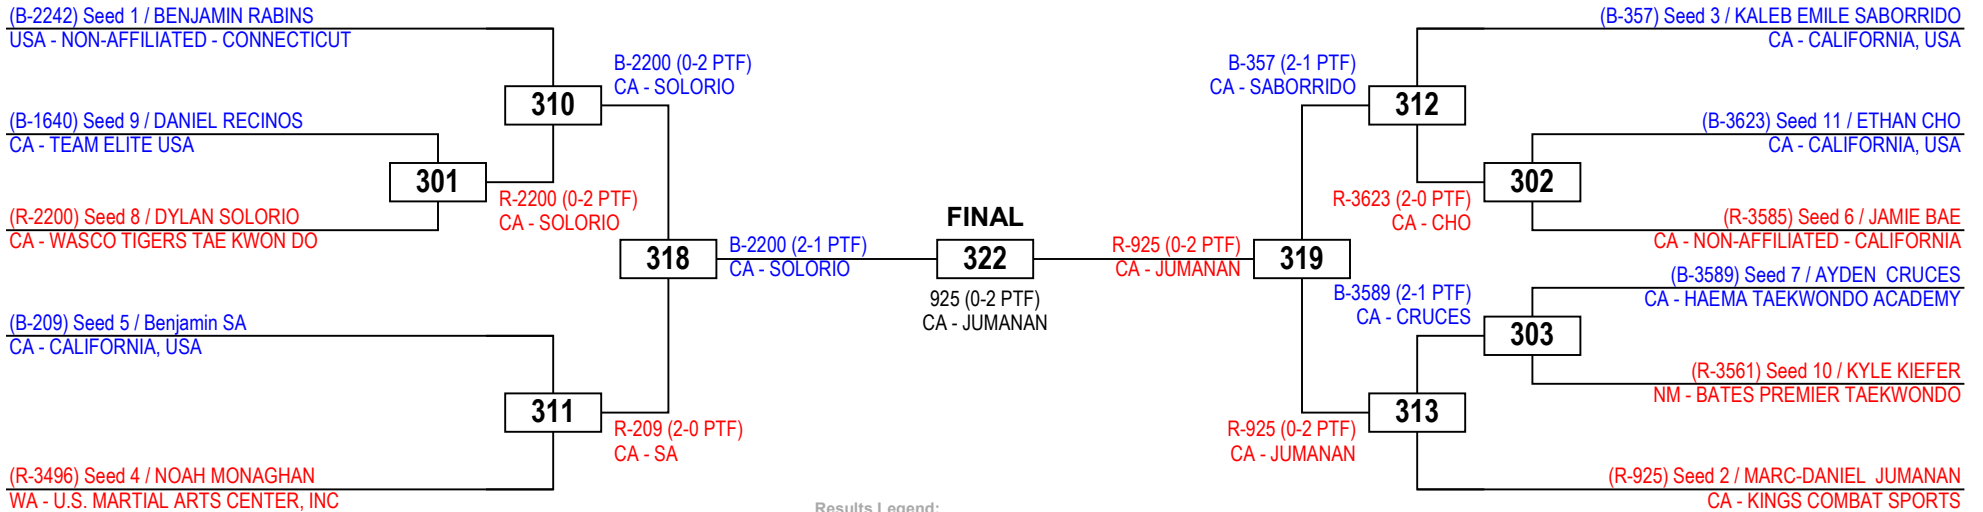 (B-2242) Seed 1 / BENJAMIN RABINS
USA - NON-AFFILIATED - CONNECTICUT
B-2200 (0-2 PTF)
CA - SOLORIO
310
(B-1640) Seed 9 / DANIEL RECINOS
CA - TEAM ELITE USA
301
R-2200 (0-2 PTF)
CA - SOLORIO
(R-2200) Seed 8 / DYLAN SOLORIO
CA - WASCO TIGERS TAE KWON DO
318
B-2200 (2-1 PTF)
CA - SOLORIO
(B-209) Seed 5 / Benjamin SA
CA - CALIFORNIA, USA
311
R-209 (2-0 PTF)
CA - SA
(R-3496) Seed 4 / NOAH MONAGHAN
WA - U.S. MARTIAL ARTS CENTER, INC
FINAL
322
925 (0-2 PTF)
CA - JUMANAN
Results Legend:
(B-357) Seed 3 / KALEB EMILE SABORRIDO
CA - CALIFORNIA, USA
B-357 (2-1 PTF)
CA - SABORRIDO
312
(B-3623) Seed 11 / ETHAN CHO
CA - CALIFORNIA, USA
302
R-3623 (2-0 PTF)
CA - CHO
(R-3585) Seed 6 / JAMIE BAE
CA - NON-AFFILIATED - CALIFORNIA
R-925 (0-2 PTF)
CA - JUMANAN
319
(B-3589) Seed 7 / AYDEN  CRUCES
CA - HAEMA TAEKWONDO ACADEMY
B-3589 (2-1 PTF)
CA - CRUCES
303
(R-3561) Seed 10 / KYLE KIEFER
NM - BATES PREMIER TAEKWONDO
313
R-925 (0-2 PTF)
CA - JUMANAN
(R-925) Seed 2 / MARC-DANIEL  JUMANAN
CA - KINGS COMBAT SPORTS